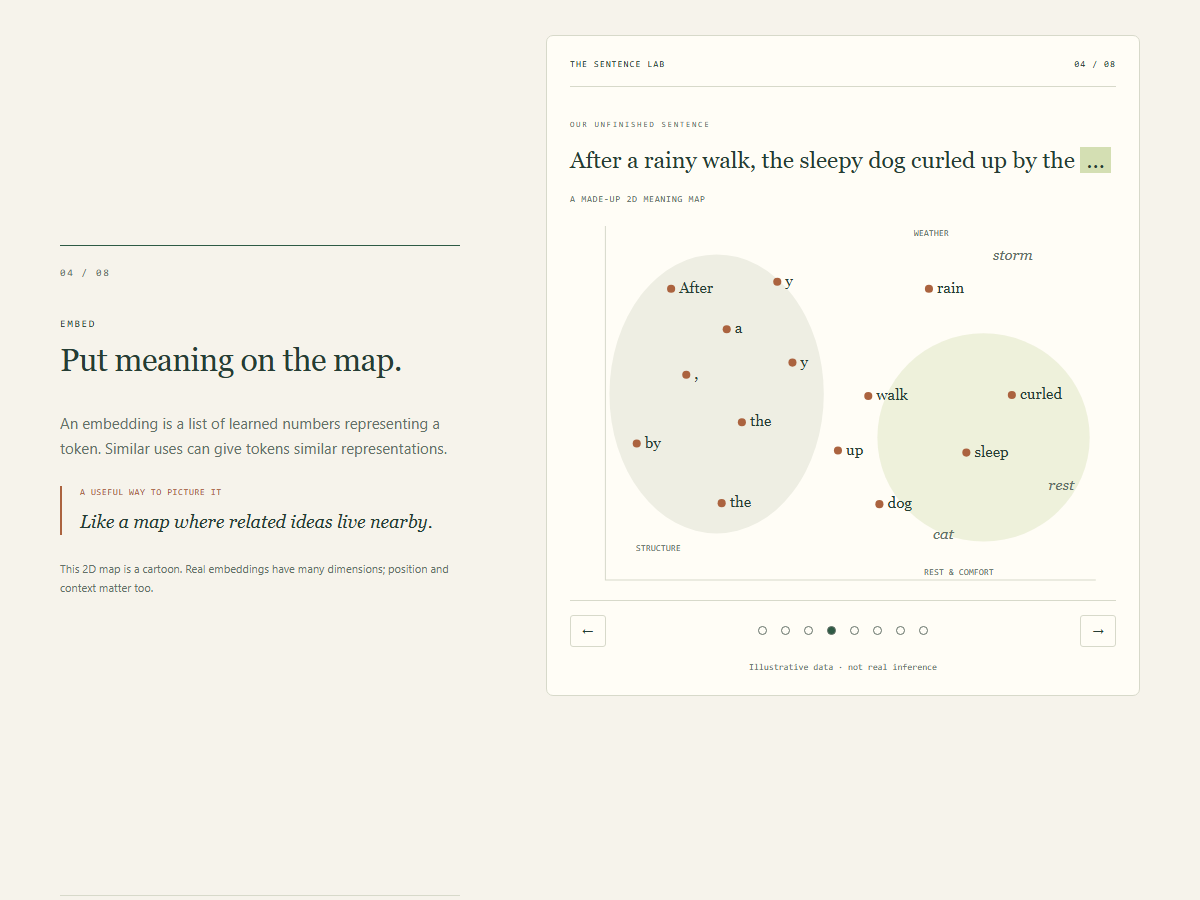 04 / 08
EMBED
Put meaning on the map.
An embedding is a list of learned numbers representing a
token. Similar uses can give tokens similar representations.
A USEFUL WAY TO PICTURE IT
Like a map where related ideas live nearby.
This 2D map is a cartoon. Real embeddings have many dimensions; position and
context matter too.
THE SENTENCE LAB 04 / 08
OUR UNFINISHED SENTENCE
After a rainy walk, the sleepy dog curled up by the ...
A MADE-UP 2D MEANING MAP
WEATHER
storm
After
y
rain
a
y
,
walk
curled
the
by
up
sleep
rest
the
dog
cat
STRUCTURE
REST & COMFORT
← →
Illustrative data · not real inference